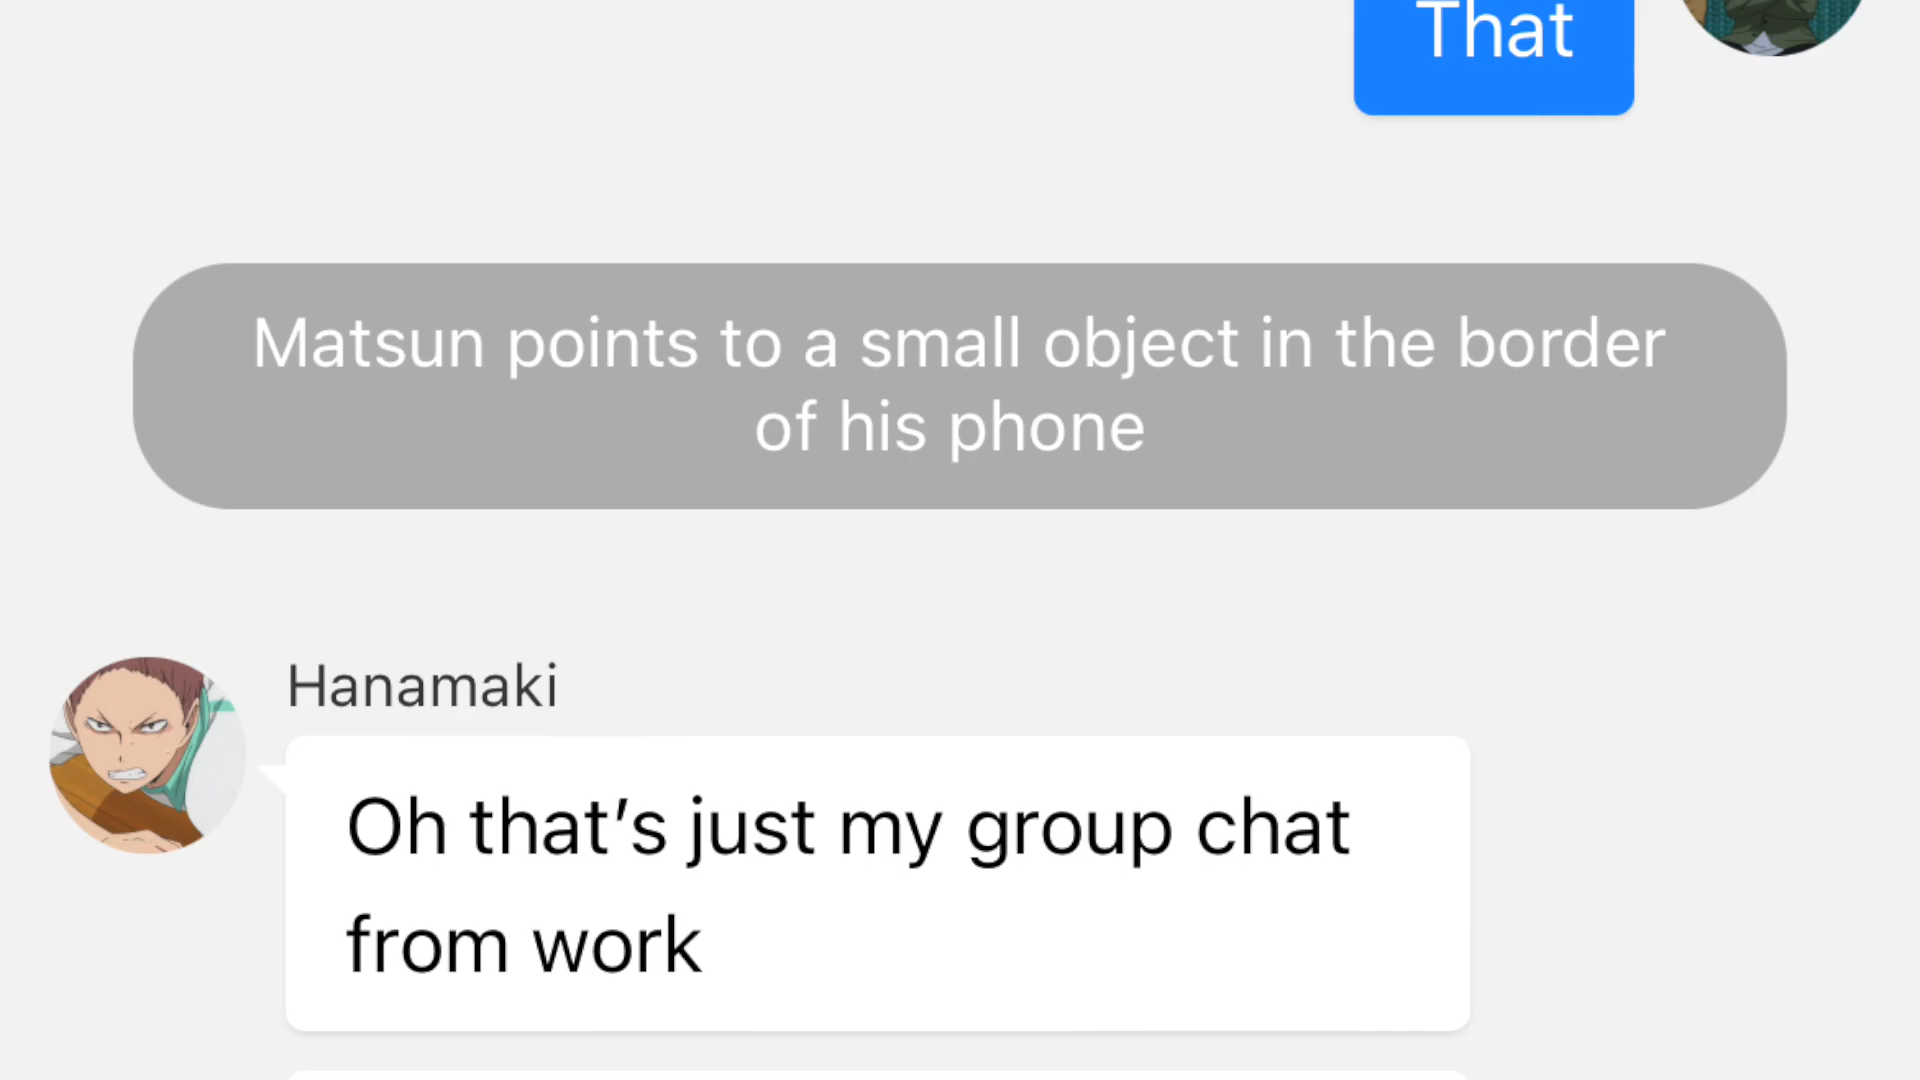 That
Matsun points to a small object in the border
of his phone
Hanamaki
Oh that's just my group chat
from work